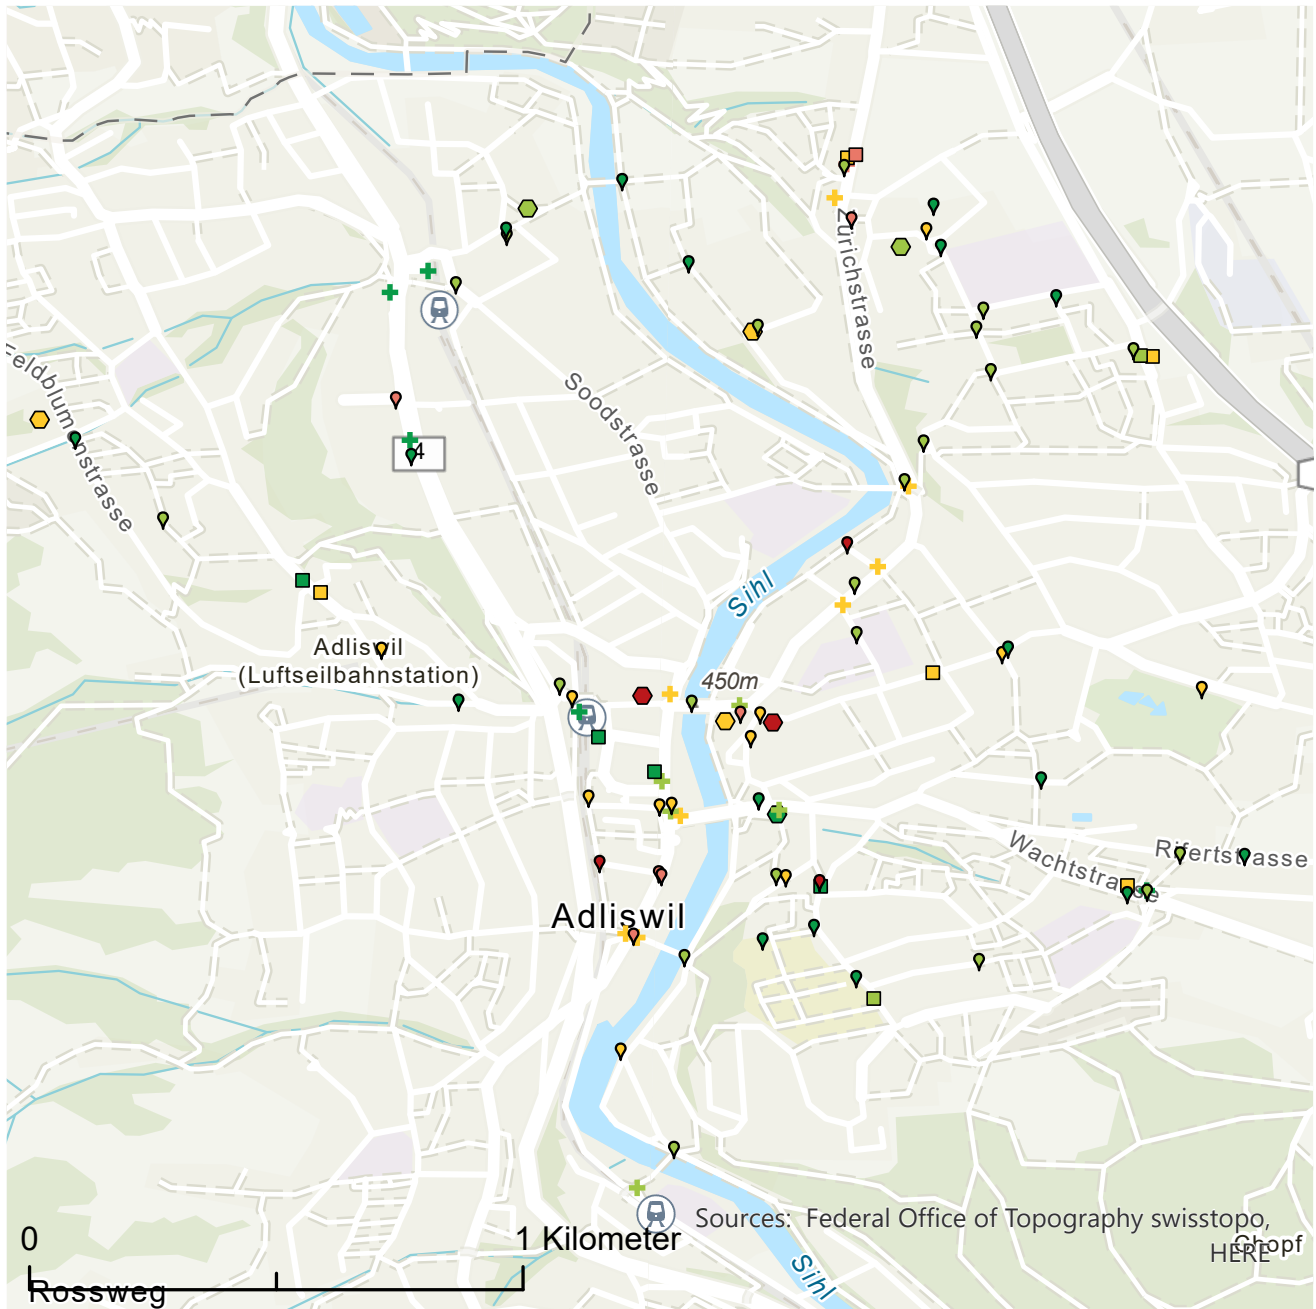 Zürichstrasse
Soodstrasse
4
Sihl
Adliswil
(Luftseilbahnstation)
450m
Wachtstrasse
Rifertstrasse
Adliswil
Sources: Federal Office of Topography swisstopo,
HERE
0
1 Kilometer
Rossweg
Sihl